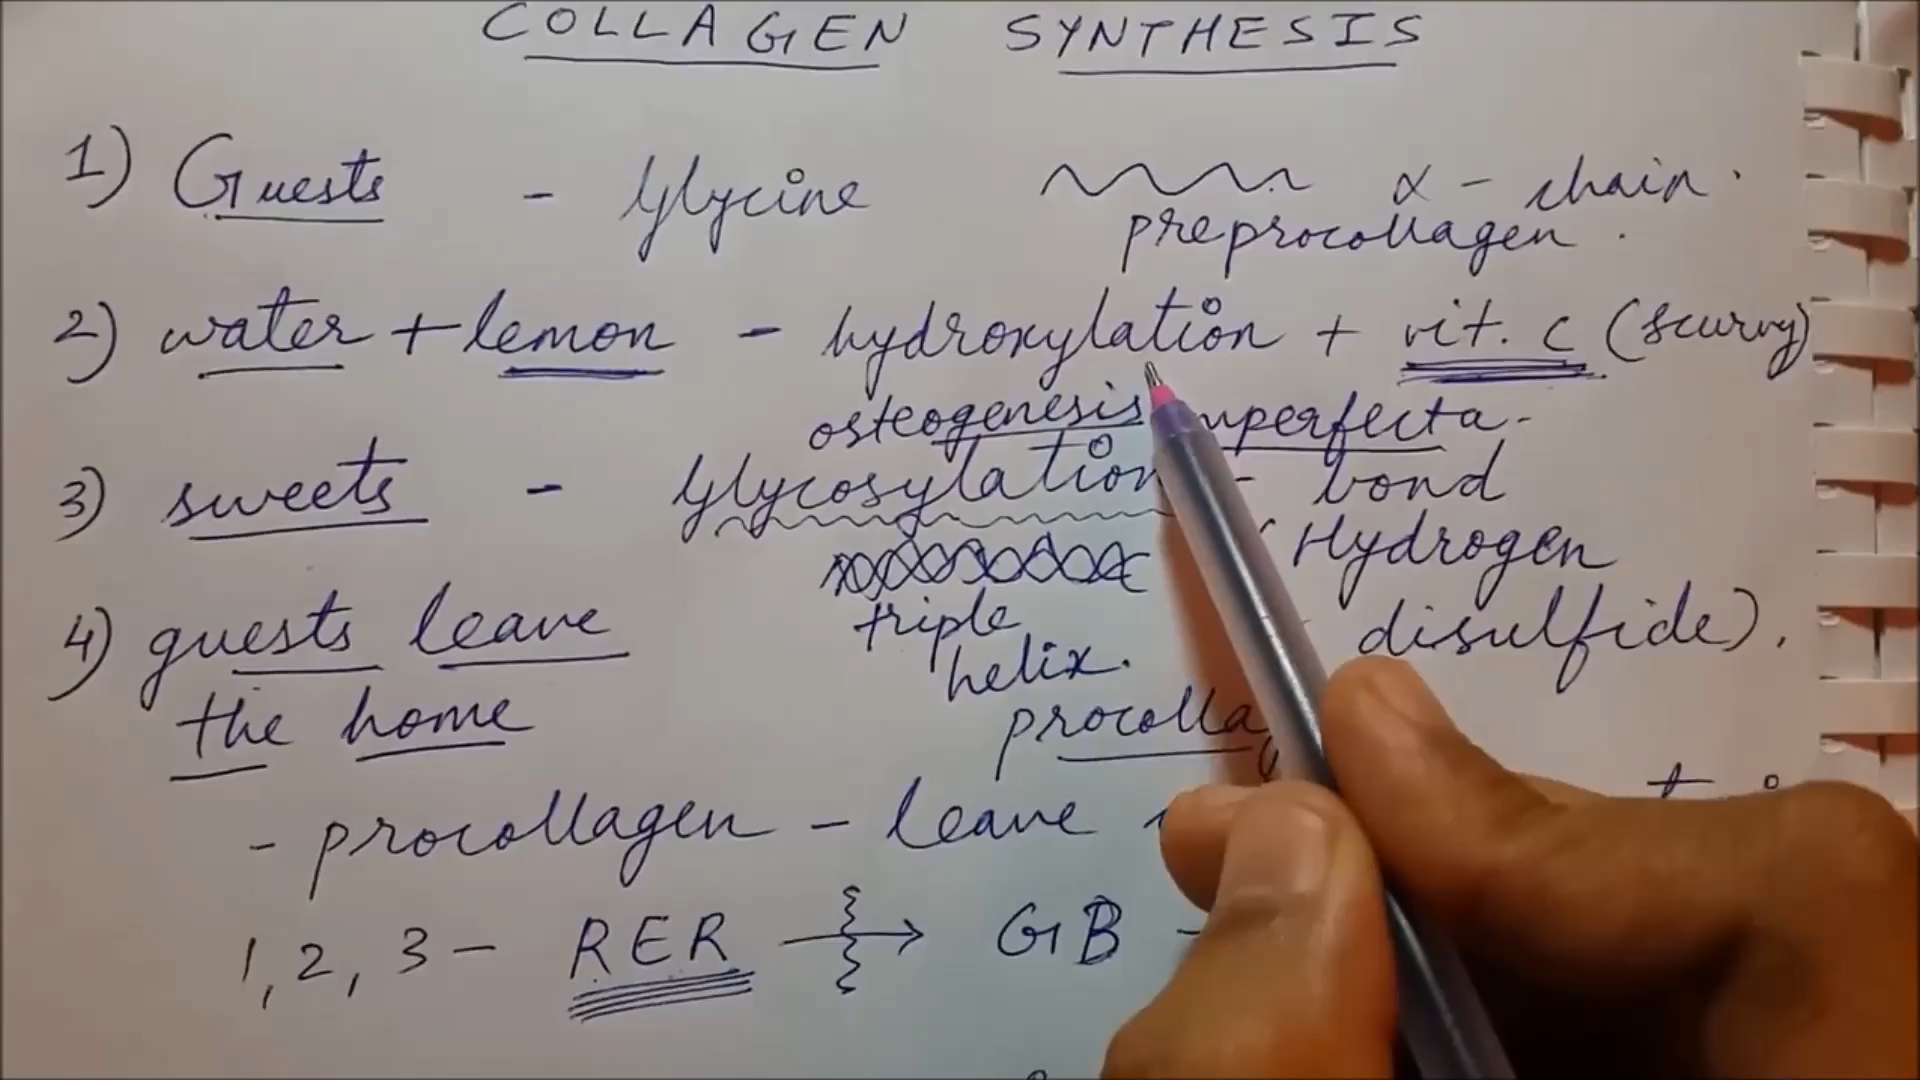 COLLAGEN SYNTHESIS
1) Guests - Glycine α - chain.
preprocollagen.
2) water + lemon - hydroxylation + vit. C (scurvy)
osteogenesis imperfecta -
3) sweets - Glycosylation - bond
(Hydrogen
4) guests leave triple disulfide).
helix.
the home
- procollagen - leave
1, 2, 3 - RER → GB -